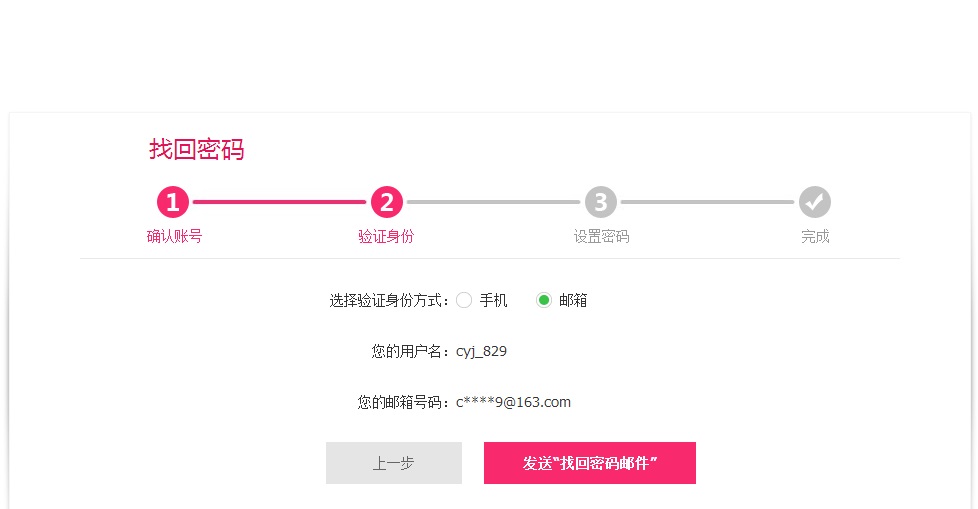 找回密码
1 2 3
确认账号 验证身份 设置密码 完成
选择验证身份方式： 手机 邮箱
您的用户名：cyj_829
您的邮箱号码：c****9@163.com
上一步 发送“找回密码邮件”